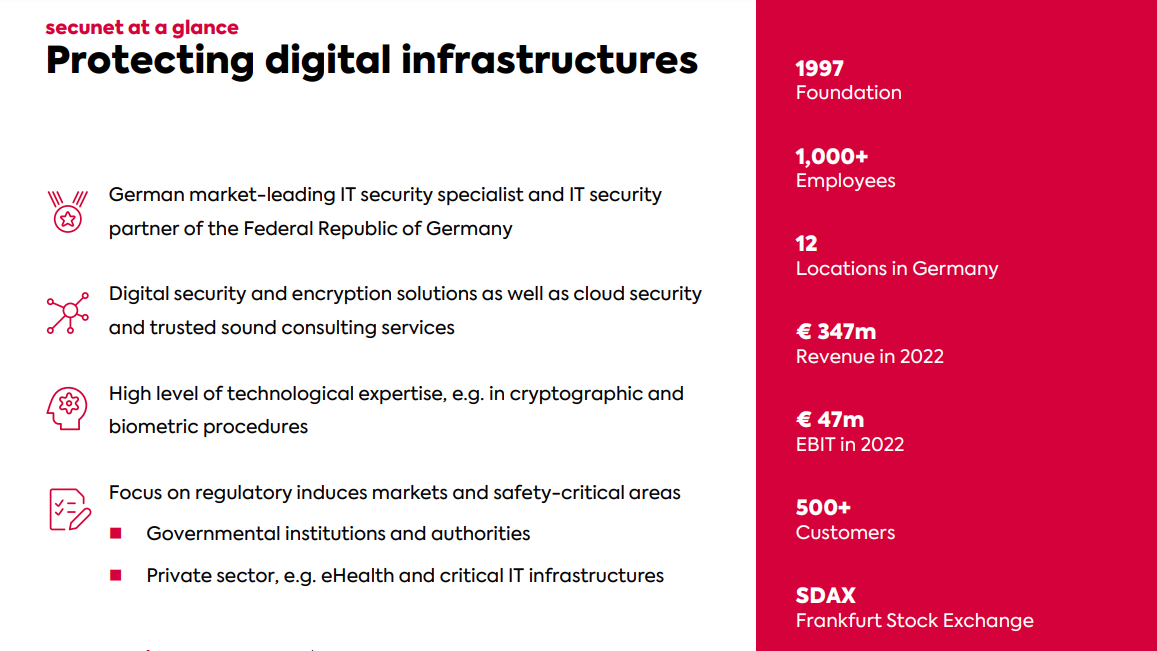 secunet at a glance
Protecting digital infrastructures
German market-leading IT security specialist and IT security
partner of the Federal Republic of Germany
Digital security and encryption solutions as well as cloud security
and trusted sound consulting services
High level of technological expertise, e.g. in cryptographic and
biometric procedures
Focus on regulatory induces markets and safety-critical areas
Governmental institutions and authorities
Private sector, e.g. eHealth and critical IT infrastructures
1997
Foundation
1,000+
Employees
12
Locations in Germany
€ 347m
Revenue in 2022
€ 47m
EBIT in 2022
500+
Customers
SDAX
Frankfurt Stock Exchange